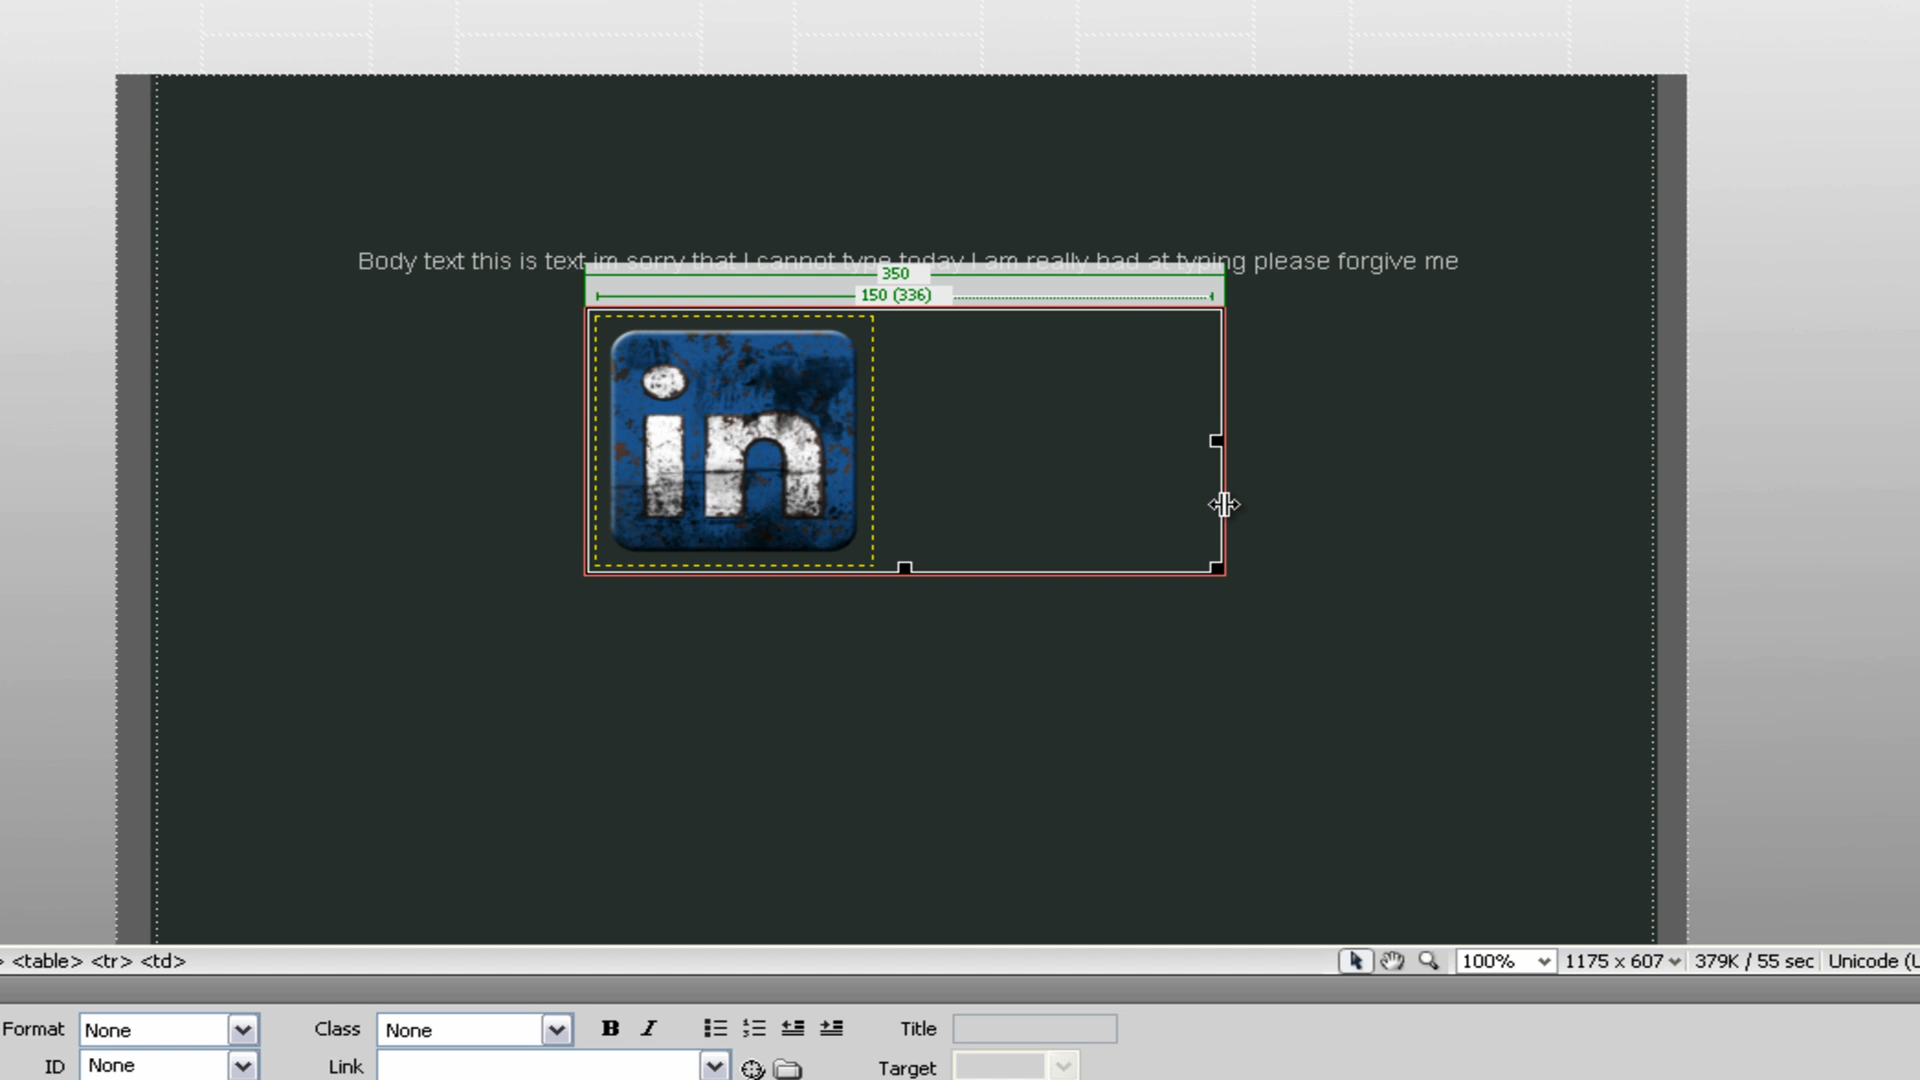 Body text this is text im sorry that I cannot type today I am really bad at typing please forgive me
350
150 (336)
in
> <table> <tr> <td>
100%
1175 x 607
379K / 55 sec
Unicode (U
Format
None
Class
None
B
I
Title
ID
None
Link
Target